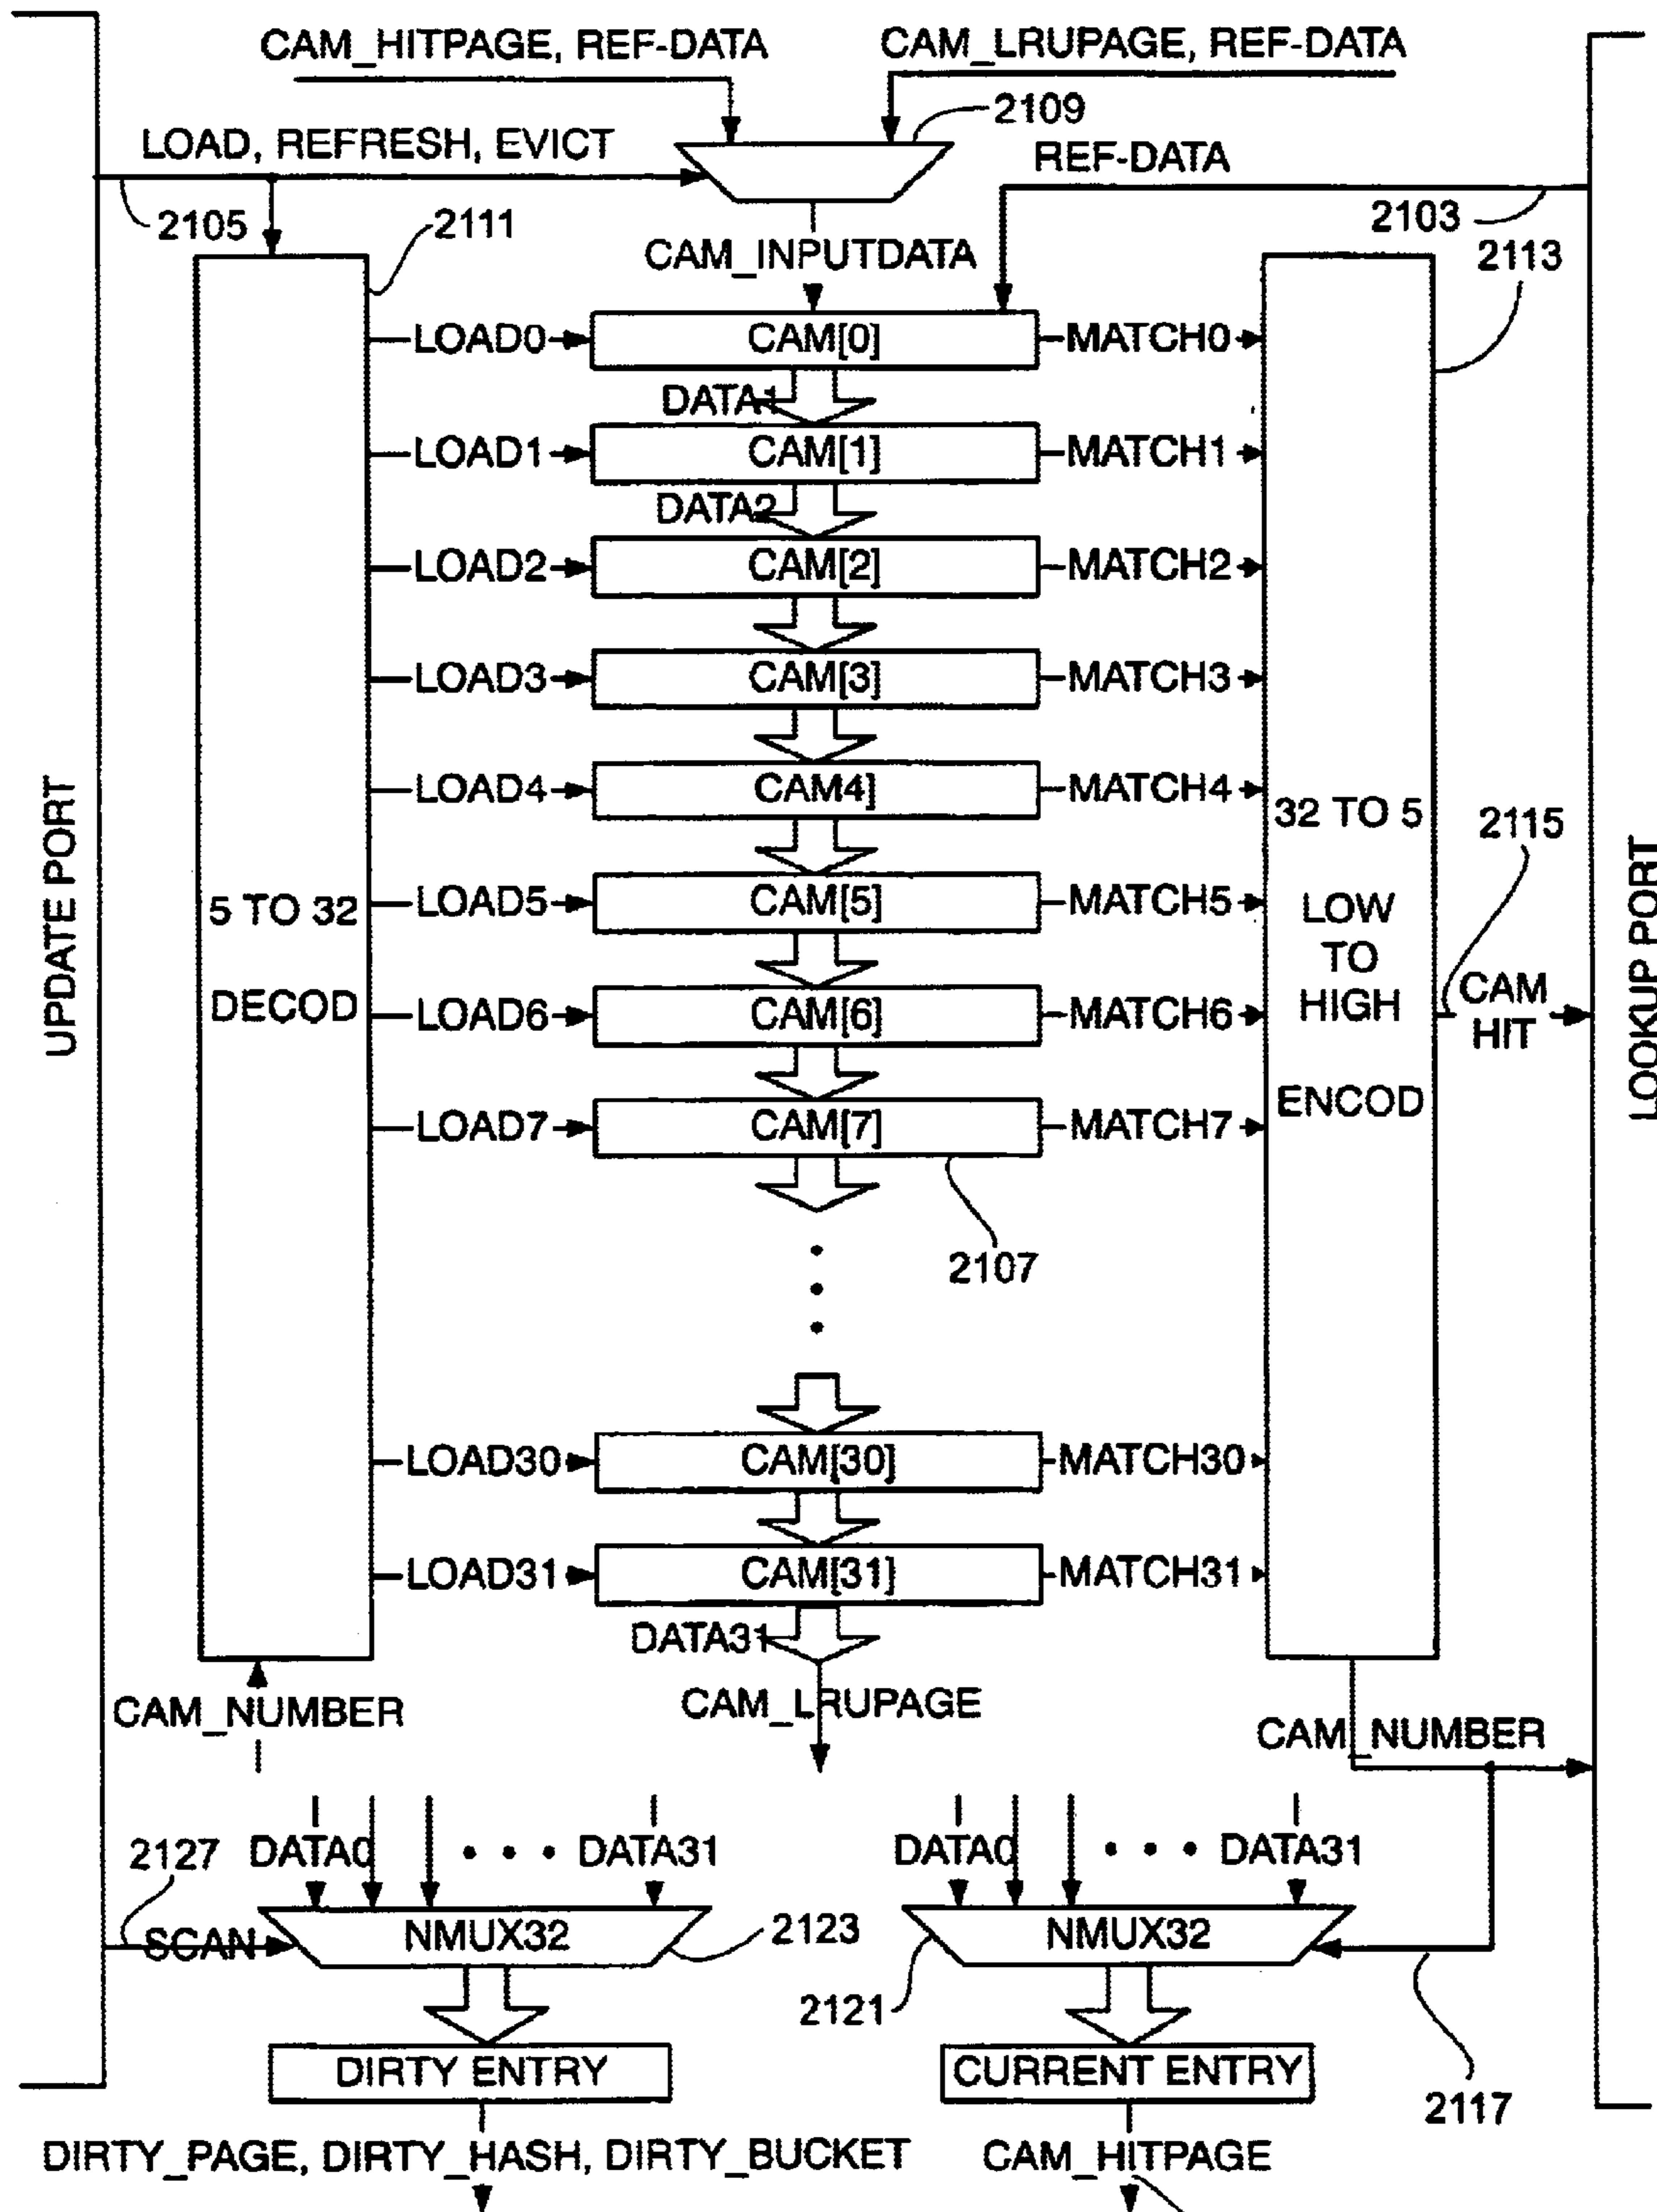 CAM_HITPAGE, REF-DATA
CAM_LRUPAGE, REF-DATA
2109
LOAD, REFRESH, EVICT
REF-DATA
2105
2111
2103
CAM_INPUTDATA
2113
LOAD0
CAM[0]
MATCH0
DATA1
LOAD1
CAM[1]
MATCH1
DATA2
LOAD2
CAM[2]
MATCH2
LOAD3
CAM[3]
MATCH3
LOAD4
CAM4]
MATCH4
UPDATE PORT
5 TO 32
DECOD
32 TO 5
LOW
TO
HIGH
ENCOD
2115
LOOKUP PORT
LOAD5
CAM[5]
MATCH5
LOAD6
CAM[6]
MATCH6
CAM
HIT
LOAD7
CAM[7]
MATCH7
2107
LOAD30
CAM[30]
MATCH30
LOAD31
CAM[31]
MATCH31
DATA31
CAM_NUMBER
CAM_LRUPAGE
CAM_NUMBER
2127
DATA0
• • •
DATA31
DATA0
• • •
DATA31
SCAN
NMUX32
2123
NMUX32
2121
DIRTY ENTRY
CURRENT ENTRY
2117
DIRTY_PAGE, DIRTY_HASH, DIRTY_BUCKET
CAM_HITPAGE